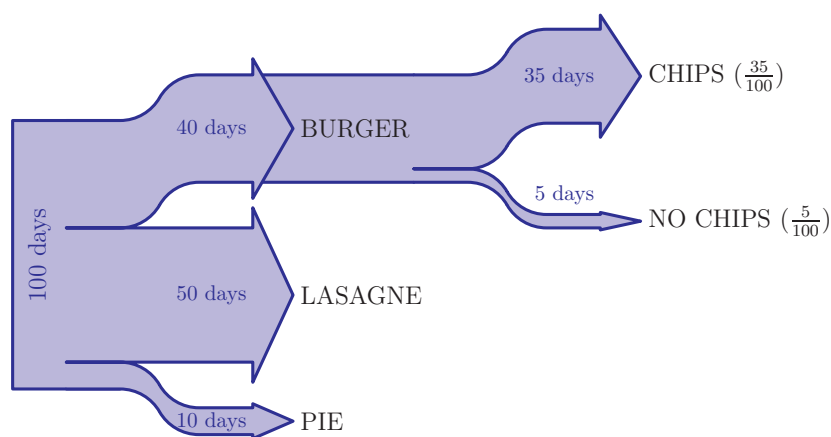 35 days
CHIPS (35/100)
40 days
BURGER
5 days
NO CHIPS (5/100)
100 days
50 days
LASAGNE
10 days
PIE